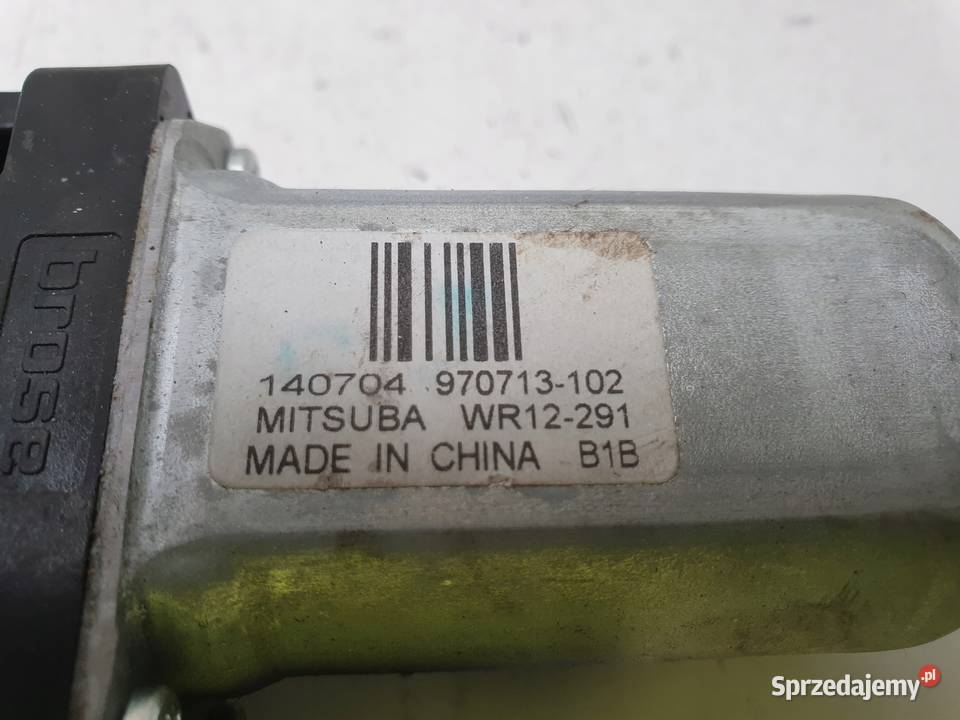 brose
140704 970713-102
MITSUBA WR12-291
MADE IN CHINA B1B
Sprzedajemy.pl